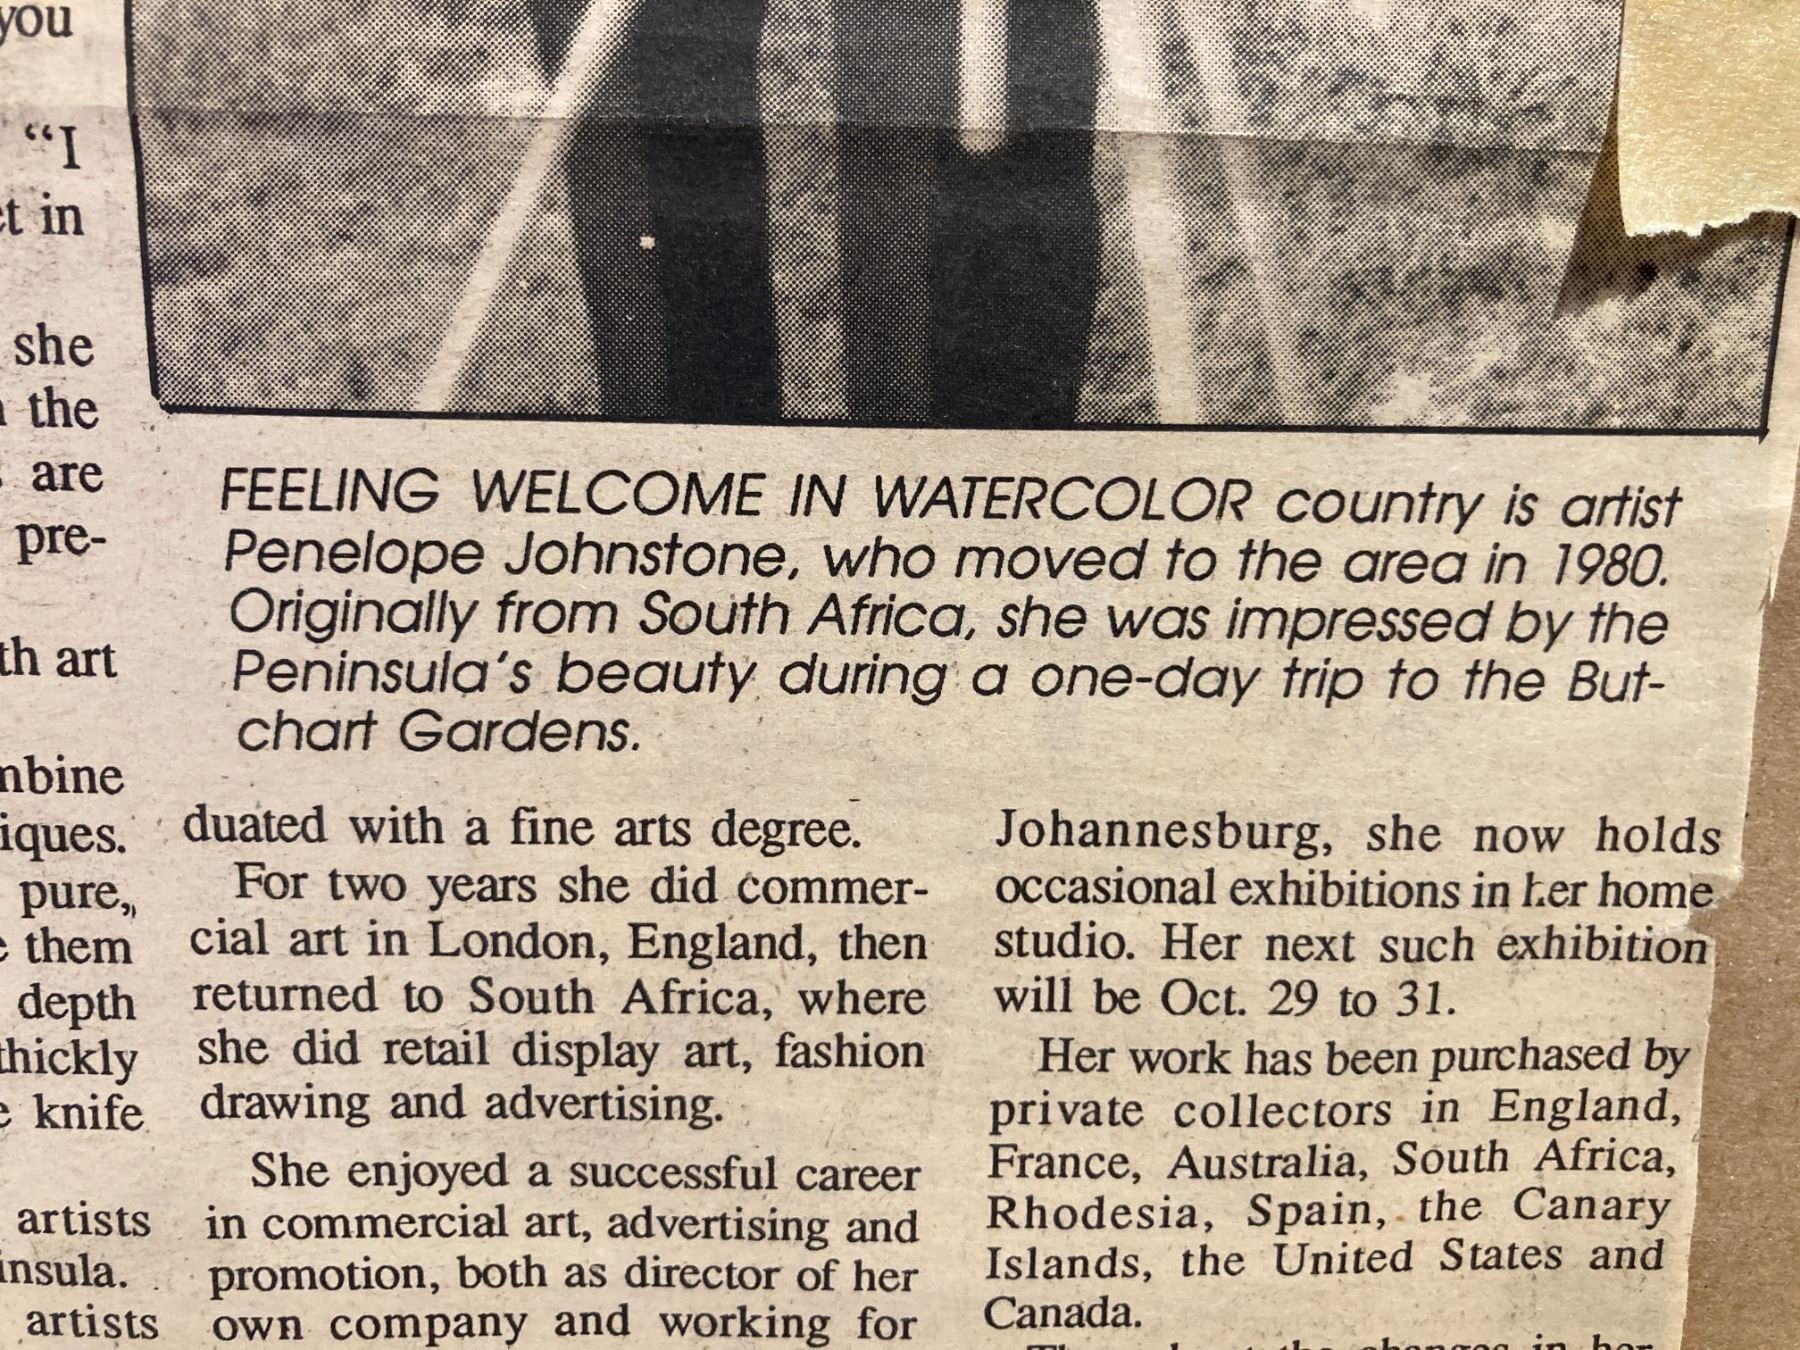 you
"I
in
she
the
are
pre-
art
iques.
pure,
them
depth
thickly
knife
artists
insula.
artists
FEELING WELCOME IN WATERCOLOR country is artist
Penelope Johnstone, who moved to the area in 1980.
Originally from South Africa, she was impressed by the
Peninsula's beauty during a one-day trip to the But-
chart Gardens.
duated with a fine arts degree.
For two years she did commer-
cial art in London, England, then
returned to South Africa, where
she did retail display art, fashion
drawing and advertising.
She enjoyed a successful career
in commercial art, advertising and
promotion, both as director of her
own company and working for
Johannesburg, she now holds
occasional exhibitions in her home
studio. Her next such exhibition
will be Oct. 29 to 31.
Her work has been purchased by
private collectors in England,
France, Australia, South Africa,
Rhodesia, Spain, the Canary
Islands, the United States and
Canada.
the changes in her